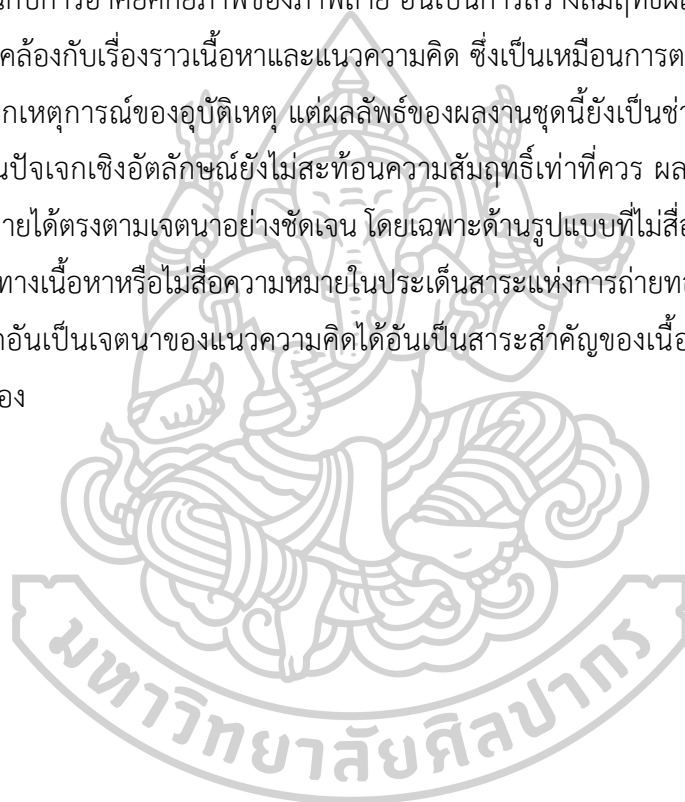 กับการอาศัยศักยภาพของภาพถ่าย อันเป็นการสร้างสัมฤทธิ์ผล
คล้องกับเรื่องราวเนื้อหาและแนวความคิด ซึ่งเป็นเหมือนการต
กเหตุการณ์ของอุบัติเหตุ แต่ผลลัพธ์ของผลงานชุดนี้ยังเป็นช่
นปัจเจกเชิงอัตลักษณ์ยังไม่สะท้อนความสัมฤทธิ์เท่าที่ควร ผล
ายได้ตรงตามเจตนาอย่างชัดเจน โดยเฉพาะด้านรูปแบบที่ไม่สื่อ
ทางเนื้อหาหรือไม่สื่อความหมายในประเด็นสาระแห่งการถ่ายท
อันเป็นเจตนาของแนวความคิดได้อันเป็นสาระสำคัญของเนื้อ
อง
มหาวิทยาลัยศิลปากร